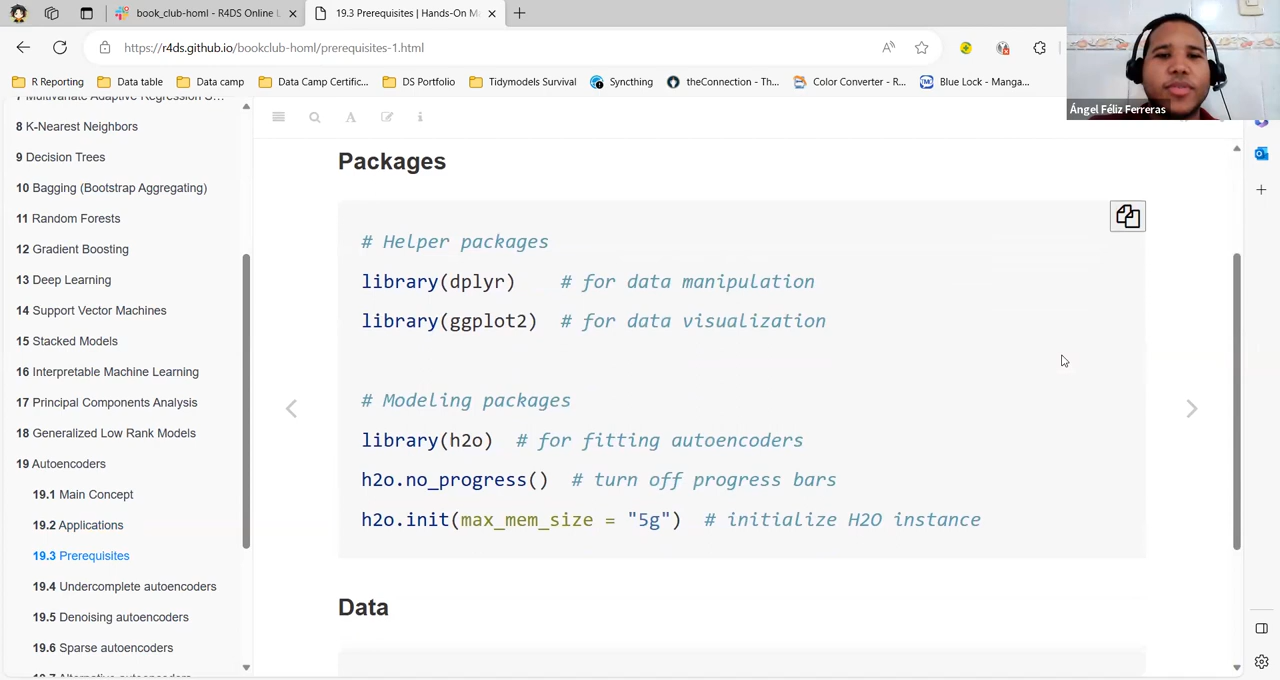 book_club-homl - R4DS Online L
19.3 Prerequisites | Hands-On M
https://r4ds.github.io/bookclub-homl/prerequisites-1.html
R Reporting
Data table
Data camp
Data Camp Certific...
DS Portfolio
Tidymodels Survival
Syncthing
theConnection - Th...
Color Converter - R...
Blue Lock - Manga...
Ángel Féliz Ferreras
7 Multivariate Adaptive Regression S...
8 K-Nearest Neighbors
9 Decision Trees
10 Bagging (Bootstrap Aggregating)
11 Random Forests
12 Gradient Boosting
13 Deep Learning
14 Support Vector Machines
15 Stacked Models
16 Interpretable Machine Learning
17 Principal Components Analysis
18 Generalized Low Rank Models
19 Autoencoders
19.1 Main Concept
19.2 Applications
19.3 Prerequisites
19.4 Undercomplete autoencoders
19.5 Denoising autoencoders
19.6 Sparse autoencoders
Packages
# Helper packages
library(dplyr) # for data manipulation
library(ggplot2) # for data visualization
# Modeling packages
library(h2o) # for fitting autoencoders
h2o.no_progress() # turn off progress bars
h2o.init(max_mem_size = "5g") # initialize H2O instance
Data